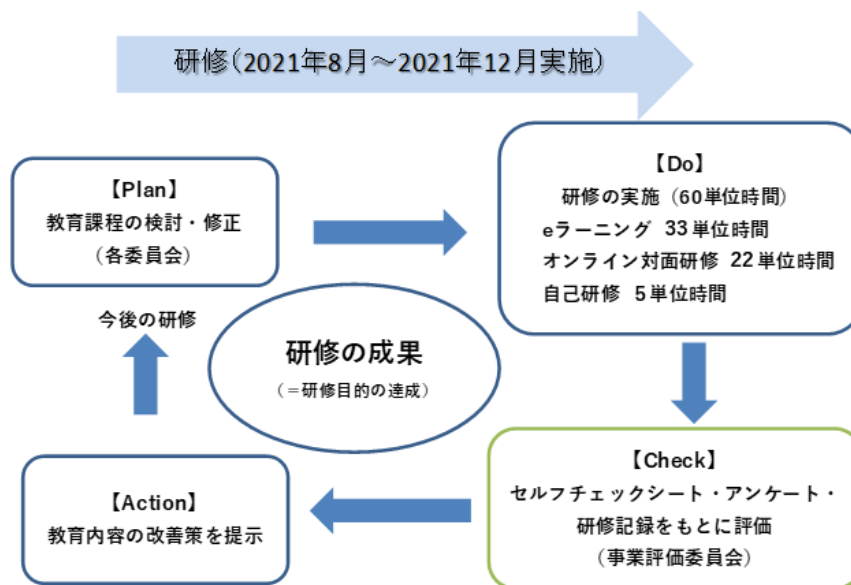 研修（2021年8月～2021年12月実施）
【Plan】
教育課程の検討・修正
（各委員会）
【Do】
研修の実施（60単位時間）
eラーニング 33単位時間
オンライン対面研修 22単位時間
自己研修 5単位時間
今後の研修
研修の成果
（＝研修目的の達成）
【Check】
セルフチェックシート・アンケート・
研修記録をもとに評価
（事業評価委員会）
【Action】
教育内容の改善策を提示